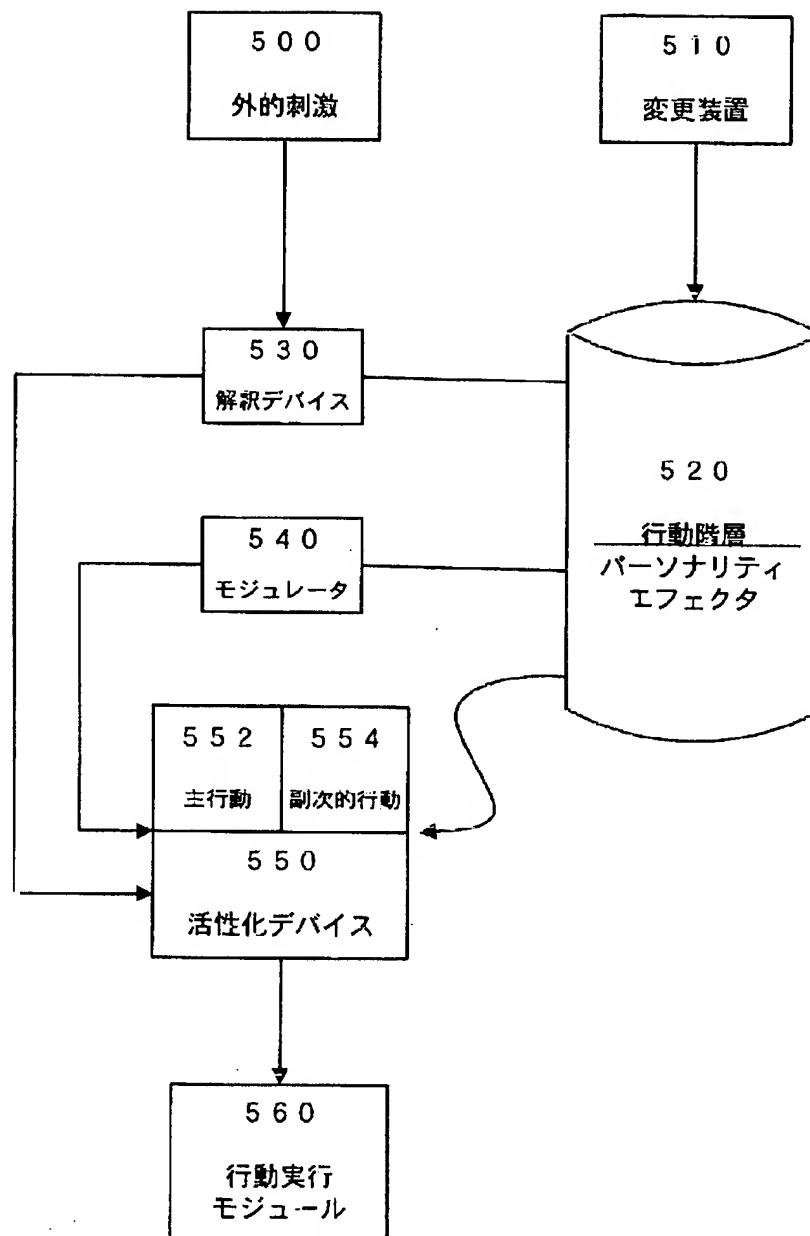 500
外的刺激
510
変更装置
530
解釈デバイス
520
行動階層
パーソナリティ
エフェクタ
540
モジュレータ
552
主行動
554
副次的行動
550
活性化デバイス
560
行動実行
モジュール